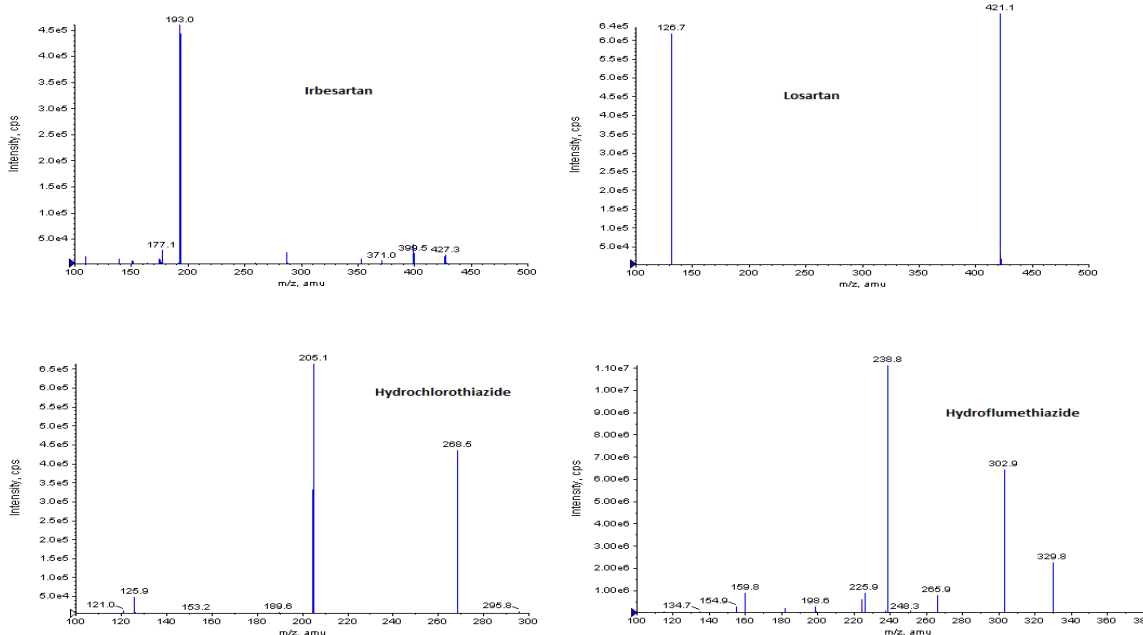 193.0
4.5e5
4.0e5
3.5e5
3.0e5
2.5e5
2.0e5
1.5e5
1.0e5
5.0e4
Intensity, cps
Irbesartan
177.1
371.0
399.5
427.3
100 150 200 250 300 350 400 450 500
m/z, amu
421.1
126.7
6.4e5
6.0e5
5.5e5
5.0e5
4.5e5
4.0e5
3.5e5
3.0e5
2.5e5
2.0e5
1.5e5
1.0e5
5.0e4
Intensity, cps
Losartan
100 150 200 250 300 350 400 450 500
m/z, amu
205.1
6.5e5
6.0e5
5.5e5
5.0e5
4.5e5
4.0e5
3.5e5
3.0e5
2.5e5
2.0e5
1.5e5
1.0e5
5.0e4
Intensity, cps
Hydrochlorothiazide
268.5
121.0
125.9
153.2
189.6
295.8
100 120 140 160 180 200 220 240 260 280 300
m/z, amu
238.8
1.10e7
1.00e7
9.00e6
8.00e6
7.00e6
6.00e6
5.00e6
4.00e6
3.00e6
2.00e6
1.00e6
Intensity, cps
Hydroflumethiazide
302.9
329.8
134.7
154.9
159.8
198.6
225.9
248.3
265.9
100 120 140 160 180 200 220 240 260 280 300 320 340 360
m/z, amu